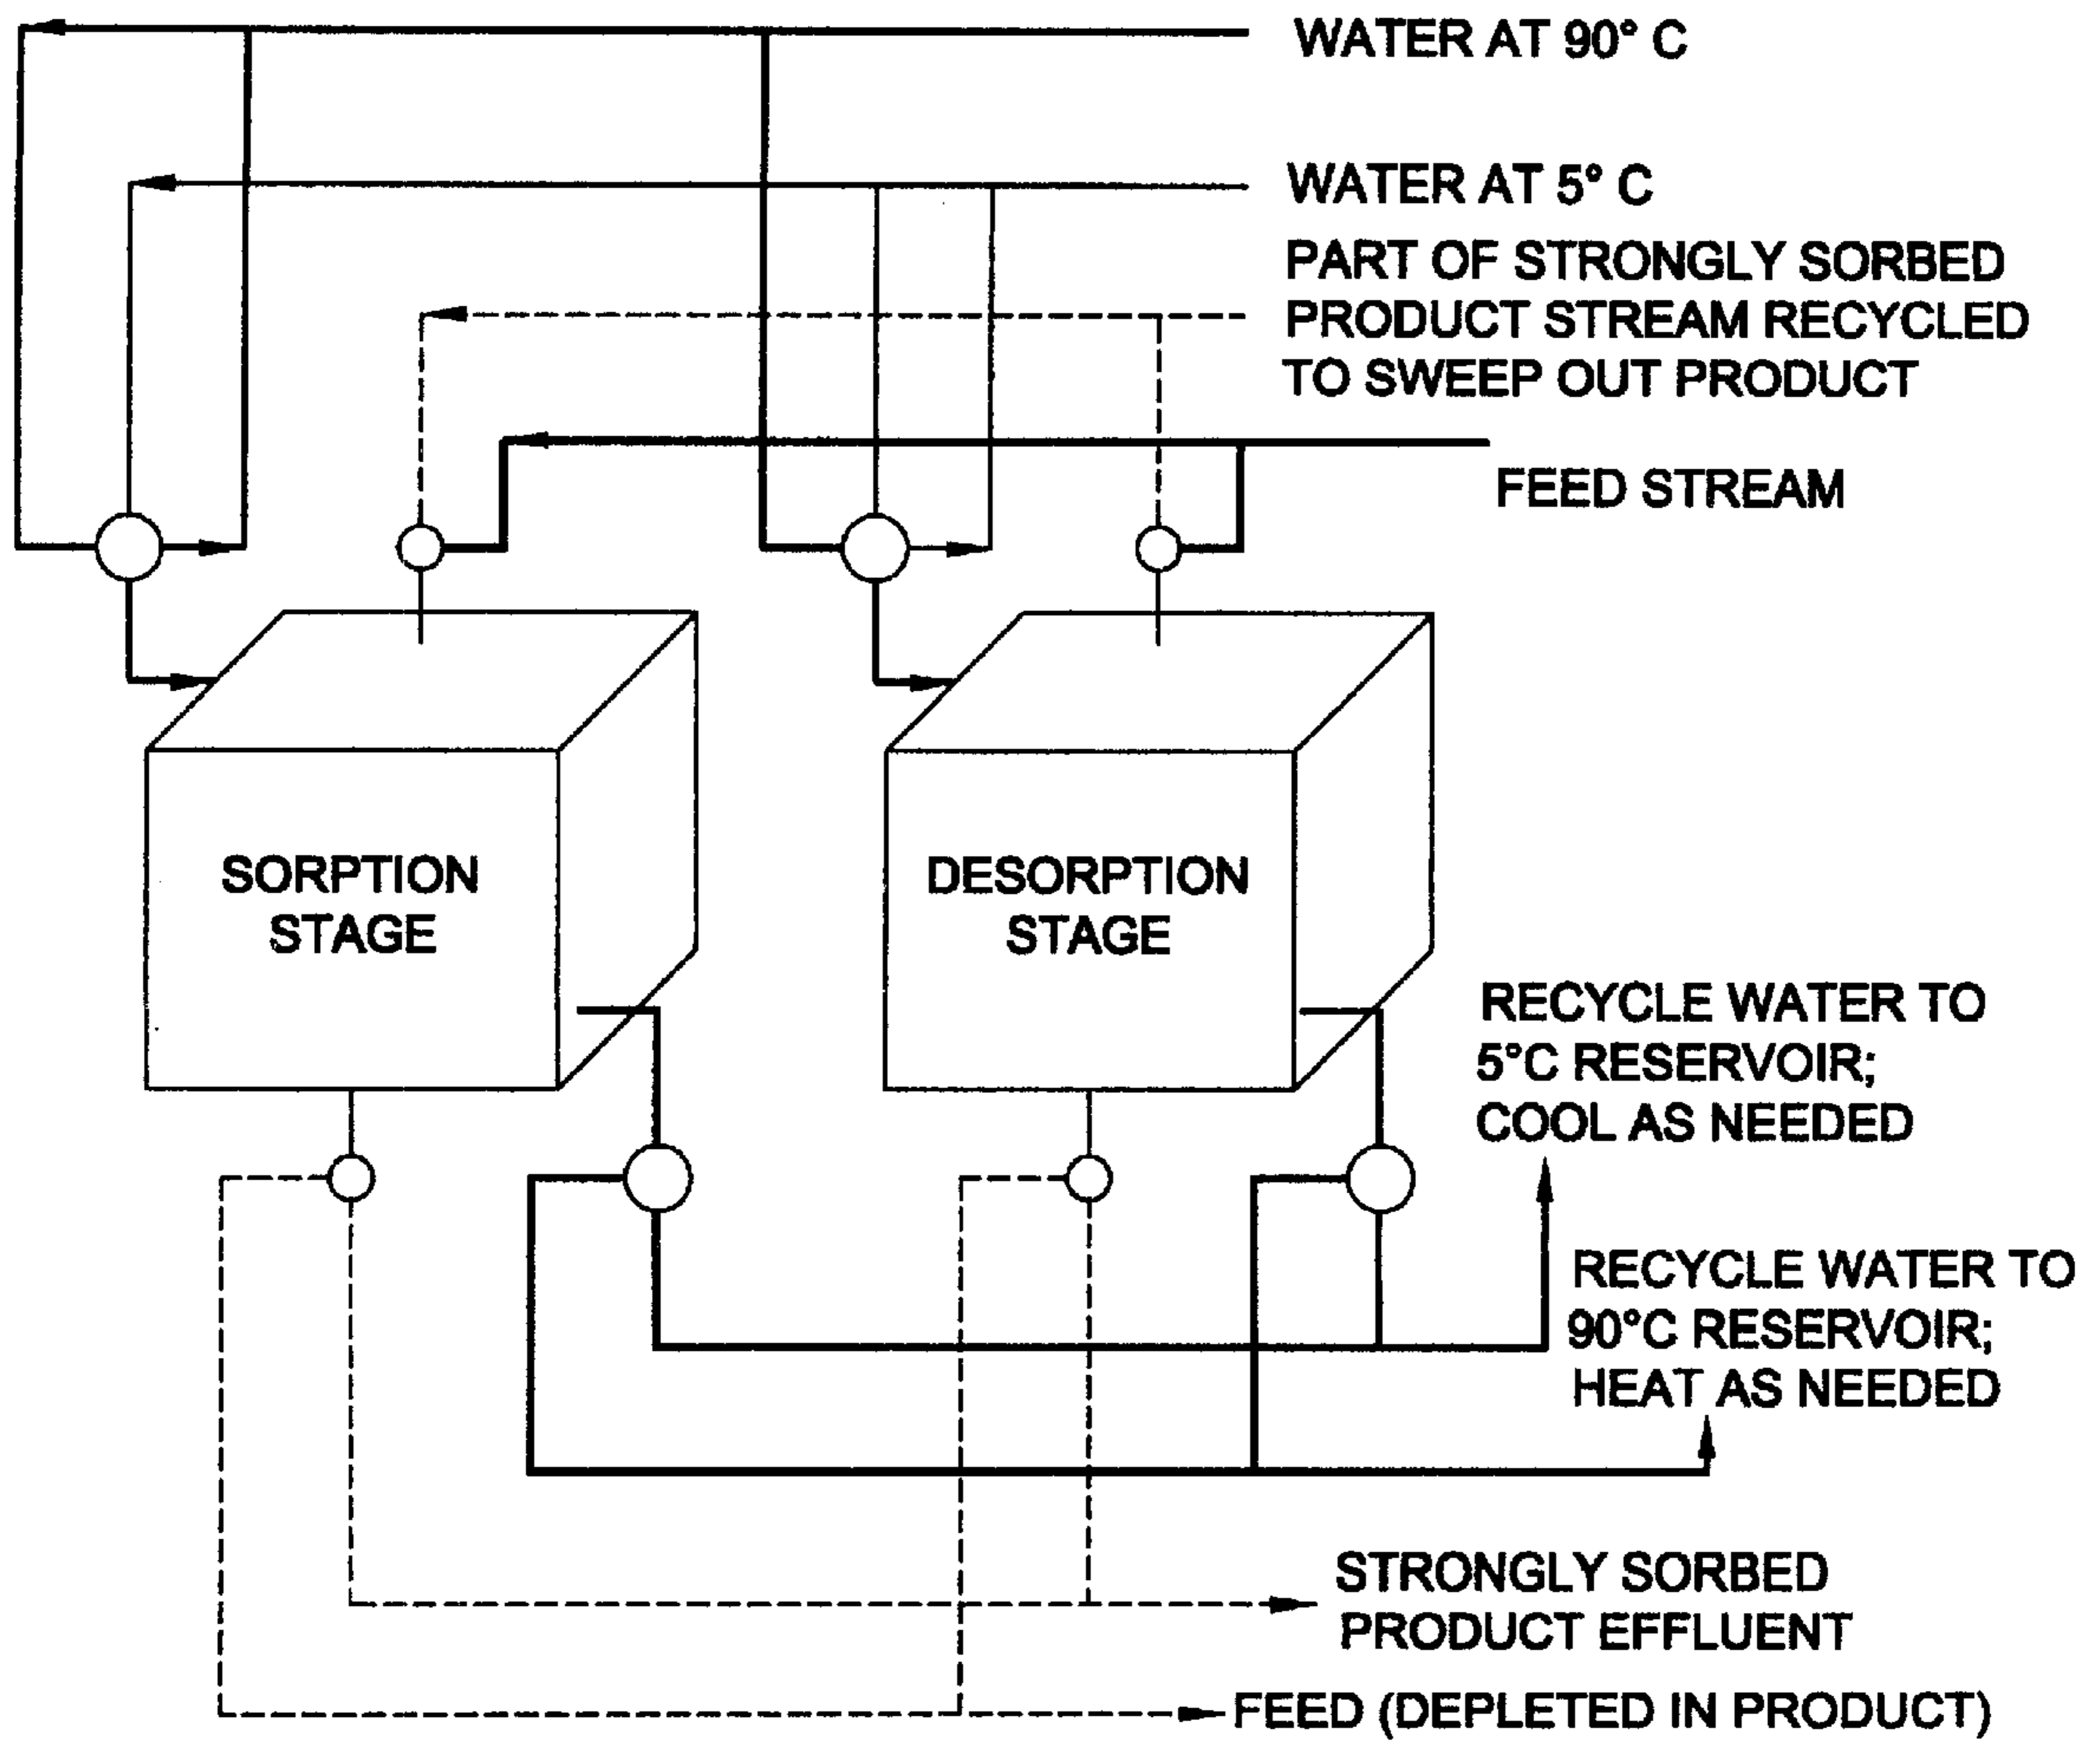 WATER AT 90° C
WATER AT 5° C
PART OF STRONGLY SORBED
PRODUCT STREAM RECYCLED
TO SWEEP OUT PRODUCT
FEED STREAM
SORPTION
STAGE
DESORPTION
STAGE
RECYCLE WATER TO
5°C RESERVOIR;
COOL AS NEEDED
RECYCLE WATER TO
90°C RESERVOIR;
HEAT AS NEEDED
STRONGLY SORBED
PRODUCT EFFLUENT
FEED (DEPLETED IN PRODUCT)